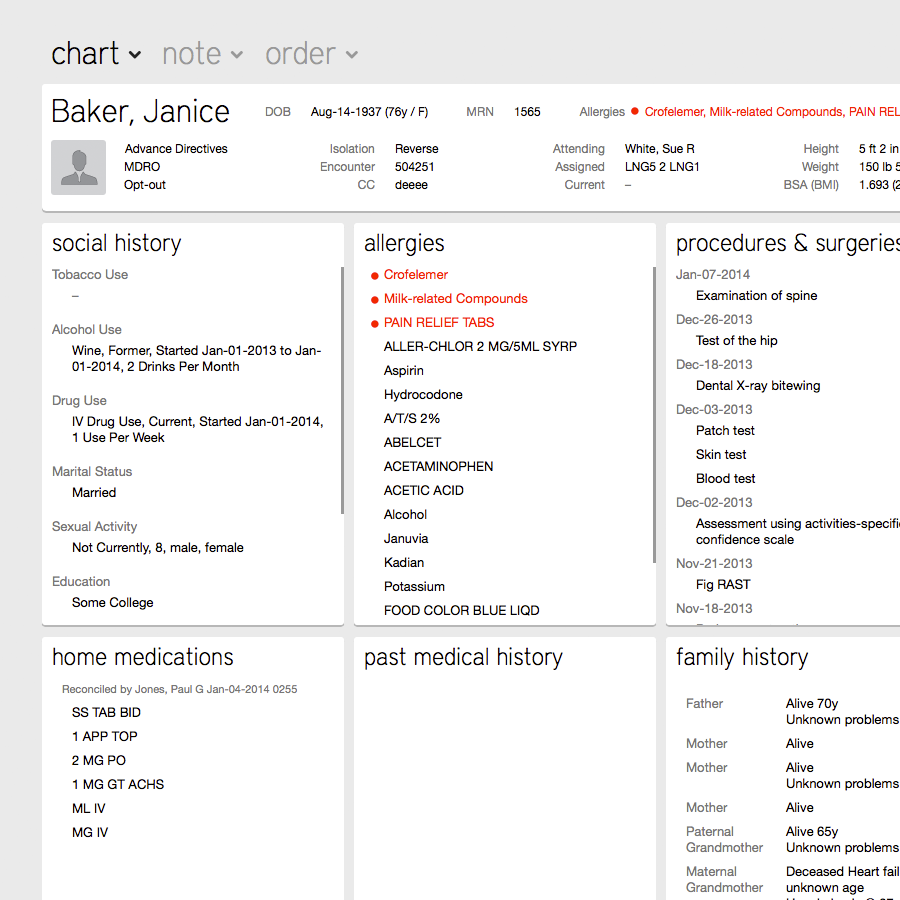 chart note order
Baker, Janice DOB Aug-14-1937 (76y / F) MRN 1565 Allergies Crofelemer, Milk-related Compounds, PAIN REL
Advance Directives Isolation Reverse Attending White, Sue R Height 5 ft 2 in
MDRO Encounter 504251 Assigned LNG5 2 LNG1 Weight 150 lb 5
Opt-out CC deeee Current – BSA (BMI) 1.693 (2
social history
Tobacco Use
–
Alcohol Use
Wine, Former, Started Jan-01-2013 to Jan-
01-2014, 2 Drinks Per Month
Drug Use
IV Drug Use, Current, Started Jan-01-2014,
1 Use Per Week
Marital Status
Married
Sexual Activity
Not Currently, 8, male, female
Education
Some College
allergies
Crofelemer
Milk-related Compounds
PAIN RELIEF TABS
ALLER-CHLOR 2 MG/5ML SYRP
Aspirin
Hydrocodone
A/T/S 2%
ABELCET
ACETAMINOPHEN
ACETIC ACID
Alcohol
Januvia
Kadian
Potassium
FOOD COLOR BLUE LIQD
procedures & surgeries
Jan-07-2014
Examination of spine
Dec-26-2013
Test of the hip
Dec-18-2013
Dental X-ray bitewing
Dec-03-2013
Patch test
Skin test
Blood test
Dec-02-2013
Assessment using activities-specifi
confidence scale
Nov-21-2013
Fig RAST
Nov-18-2013
home medications
Reconciled by Jones, Paul G Jan-04-2014 0255
SS TAB BID
1 APP TOP
2 MG PO
1 MG GT ACHS
ML IV
MG IV
past medical history
family history
Father Alive 70y
Unknown problems
Mother Alive
Mother Alive
Unknown problems
Mother Alive
Paternal Alive 65y
Grandmother Unknown problems
Maternal Deceased Heart fail
Grandmother unknown age